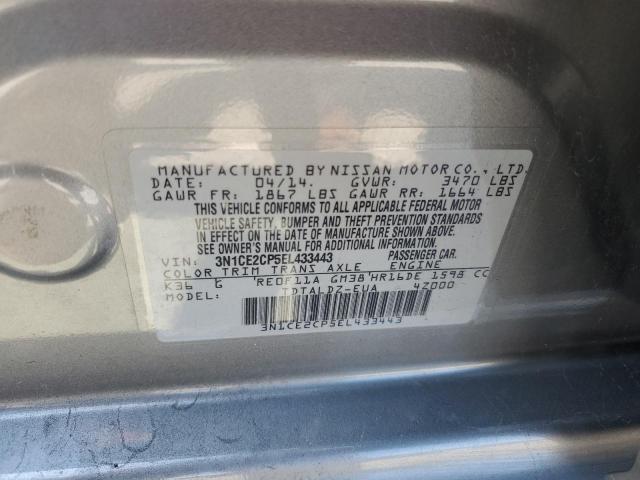 MANUFACTURED BY NISSAN MOTOR CO., LTD.
DATE: 04/14. GVWR: 3470 LBS
GAWR FR: 1867 LBS GAWR RR: 1664 LBS
THIS VEHICLE CONFORMS TO ALL APPLICABLE FEDERAL MOTOR
VEHICLE SAFETY, BUMPER AND THEFT PREVENTION STANDARDS
IN EFFECT ON THE DATE OF MANUFACTURE SHOWN ABOVE.
SEE OWNER'S MANUAL FOR ADDITIONAL INFORMATION.
VIN: 3N1CE2CP5EL433443 PASSENGER CAR.
COLOR TRIM TRANS AXLE ENGINE
K36 G RE0F11A GM38 HR16DE 1598 CC
TDTALDZ-EUA 4Z000
3N1CE2CP5EL433443